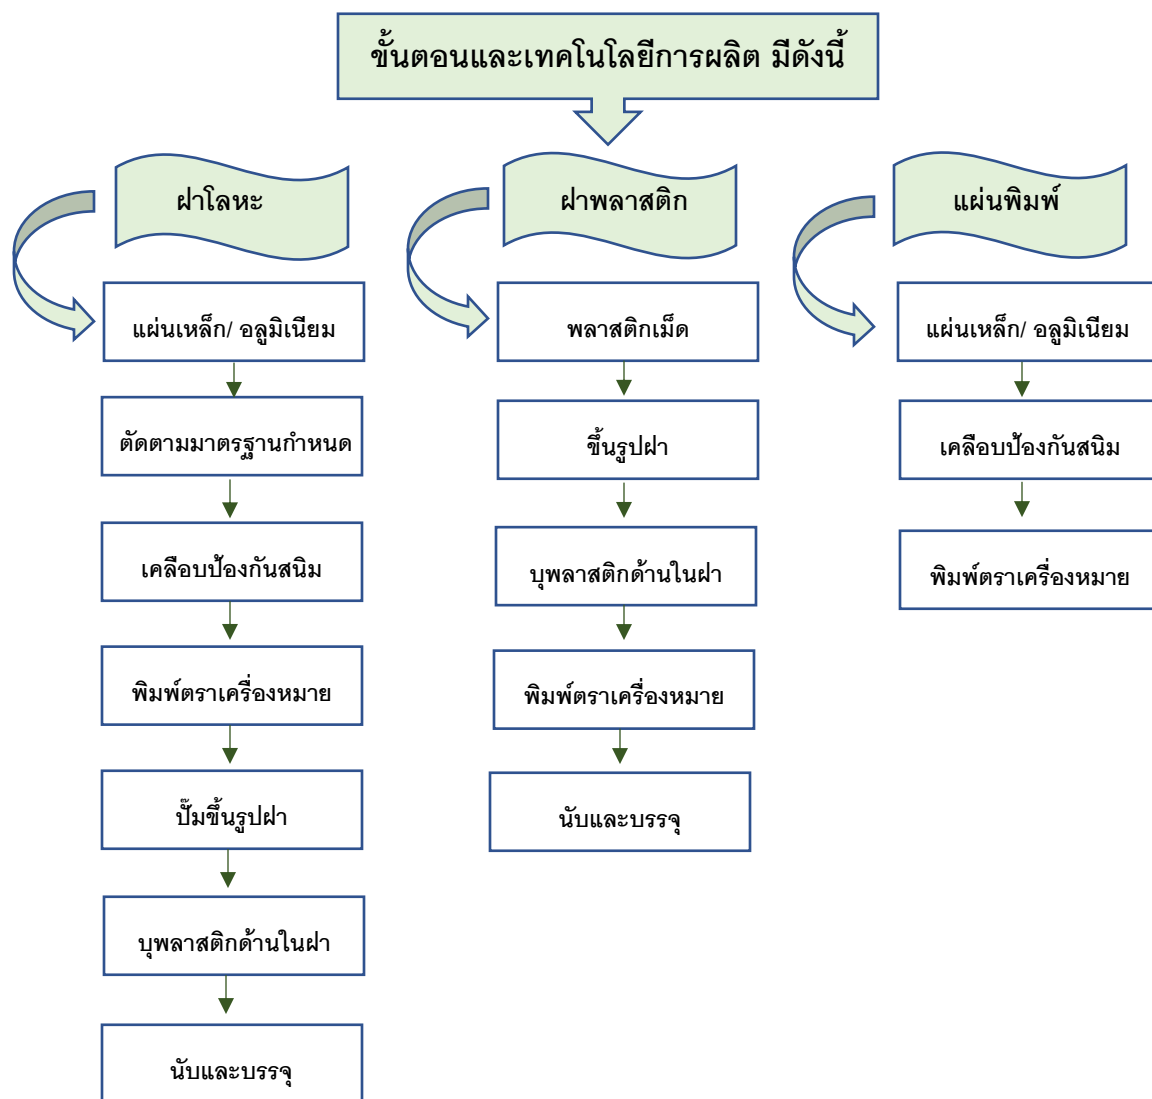 ขั้นตอนและเทคโนโลยีการผลิต มีดังนี้
ฝาโลหะ
แผ่นเหล็ก/ อลูมิเนียม
ตัดตามมาตรฐานกำหนด
เคลือบป้องกันสนิม
พิมพ์ตราเครื่องหมาย
ปั๊มขึ้นรูปฝา
บุพลาสติกด้านในฝา
นับและบรรจุ
ฝาพลาสติก
พลาสติกเม็ด
ขึ้นรูปฝา
บุพลาสติกด้านในฝา
พิมพ์ตราเครื่องหมาย
นับและบรรจุ
แผ่นพิมพ์
แผ่นเหล็ก/ อลูมิเนียม
เคลือบป้องกันสนิม
พิมพ์ตราเครื่องหมาย